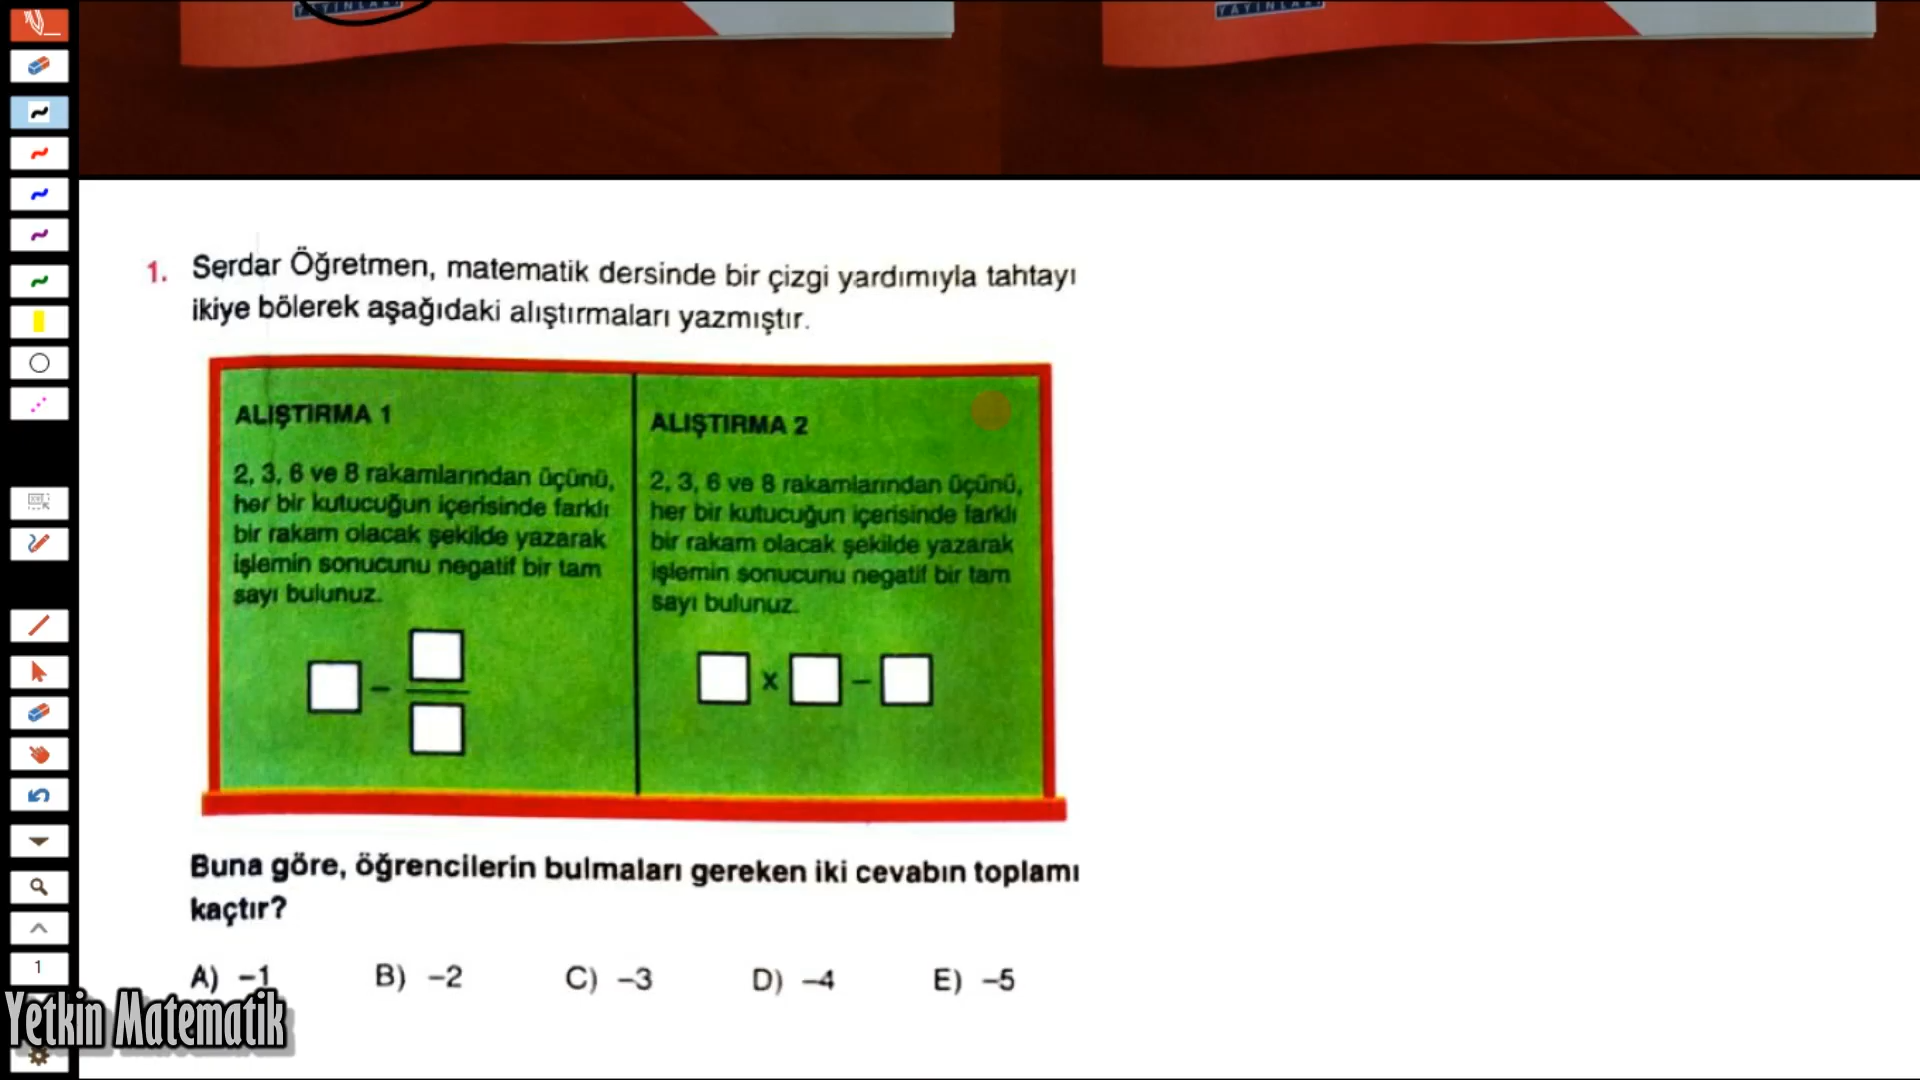 YAYINLARI
YAYINLARI
1. Serdar Öğretmen, matematik dersinde bir çizgi yardımıyla tahtayı
ikiye bölerek aşağıdaki alıştırmaları yazmıştır.
ALIŞTIRMA 1
2, 3, 6 ve 8 rakamlarından üçünü,
her bir kutucuğun içerisinde farklı
bir rakam olacak şekilde yazarak
işlemin sonucunu negatif bir tam
sayı bulunuz.
□ − □/□
ALIŞTIRMA 2
2, 3, 6 ve 8 rakamlarından üçünü,
her bir kutucuğun içerisinde farklı
bir rakam olacak şekilde yazarak
işlemin sonucunu negatif bir tam
sayı bulunuz.
□ x □ − □
Buna göre, öğrencilerin bulmaları gereken iki cevabın toplamı
kaçtır?
A) −1 B) −2 C) −3 D) −4 E) −5
1
Yetkin Matematik